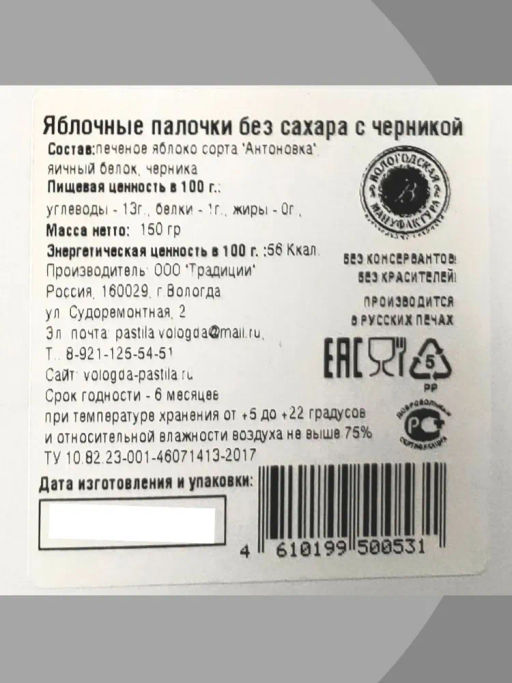 Яблочные палочки без сахара с черникой
Состав:печеное яблоко сорта "Антоновка",
яичный белок, черника
Пищевая ценность в 100 г.:
углеводы - 13г., белки - 1г., жиры - 0г.,
Масса нетто: 150 гр
Энергетическая ценность в 100 г. :56 Ккал.
Производитель: ООО "Традиции"
Россия, 160029, г.Вологда
ул. Судоремонтная, 2
Эл. почта: pastila.vologda@mail.ru,
Т.: 8-921-125-54-51
Сайт: vologda-pastila.ru
Срок годности - 6 месяцев
при температуре хранения от +5 до +22 градусов
и относительной влажности воздуха не выше 75%
ТУ 10.82.23-001-46071413-2017
Дата изготовления и упаковки:
ВОЛОГОДСКАЯ
МАНУФАКТУРА
В
БЕЗ КОНСЕРВАНТОВ!
БЕЗ КРАСИТЕЛЕЙ!
ПРОИЗВОДИТСЯ
В РУССКИХ ПЕЧАХ
EAC
5
PP
ДОБРОВОЛЬНАЯ
РС
СЕРТИФИКАЦИЯ
4 610199 500531